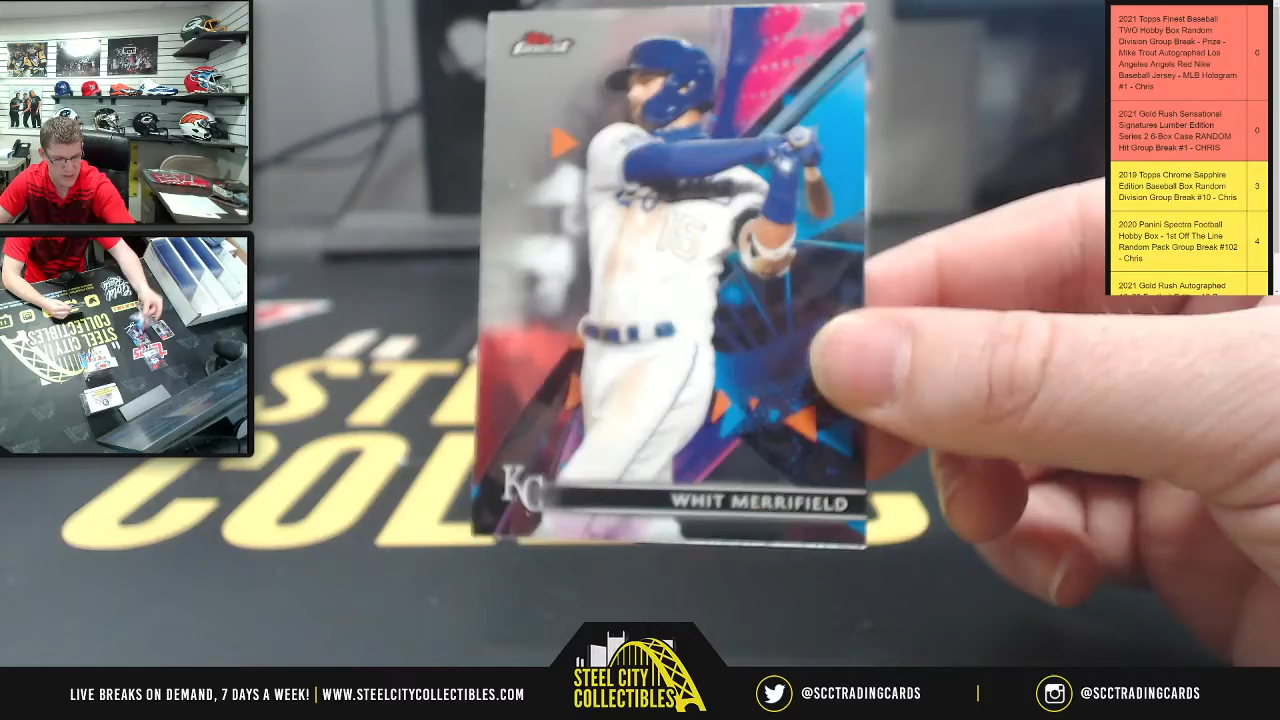 2021 Topps Finest Baseball
TWO Hobby Box Random
Division Group Break - Prize -
Mike Trout Autographed Los
Angeles Angels Red Nike
Baseball Jersey - MLB Hologram
#1 - Chris
0
2021 Gold Rush Sensational
Signatures Lumber Edition
Series 2 6-Box Case RANDOM
Hit Group Break #1 - CHRIS
0
2019 Topps Chrome Sapphire
Edition Baseball Box Random
Division Group Break #10 - Chris
3
2020 Panini Spectra Football
Hobby Box - 1st Off The Line
Random Pack Group Break #102
- Chris
4
2021 Gold Rush Autographed
Topps
Finest
15
KC
WHIT MERRIFIELD
STEEL CITY
COLLECTIBLES
LIVE BREAKS ON DEMAND, 7 DAYS A WEEK! | WWW.STEELCITYCOLLECTIBLES.COM
STEEL CITY
COLLECTIBLES
@SCCTRADINGCARDS
|
@SCCTRADINGCARDS